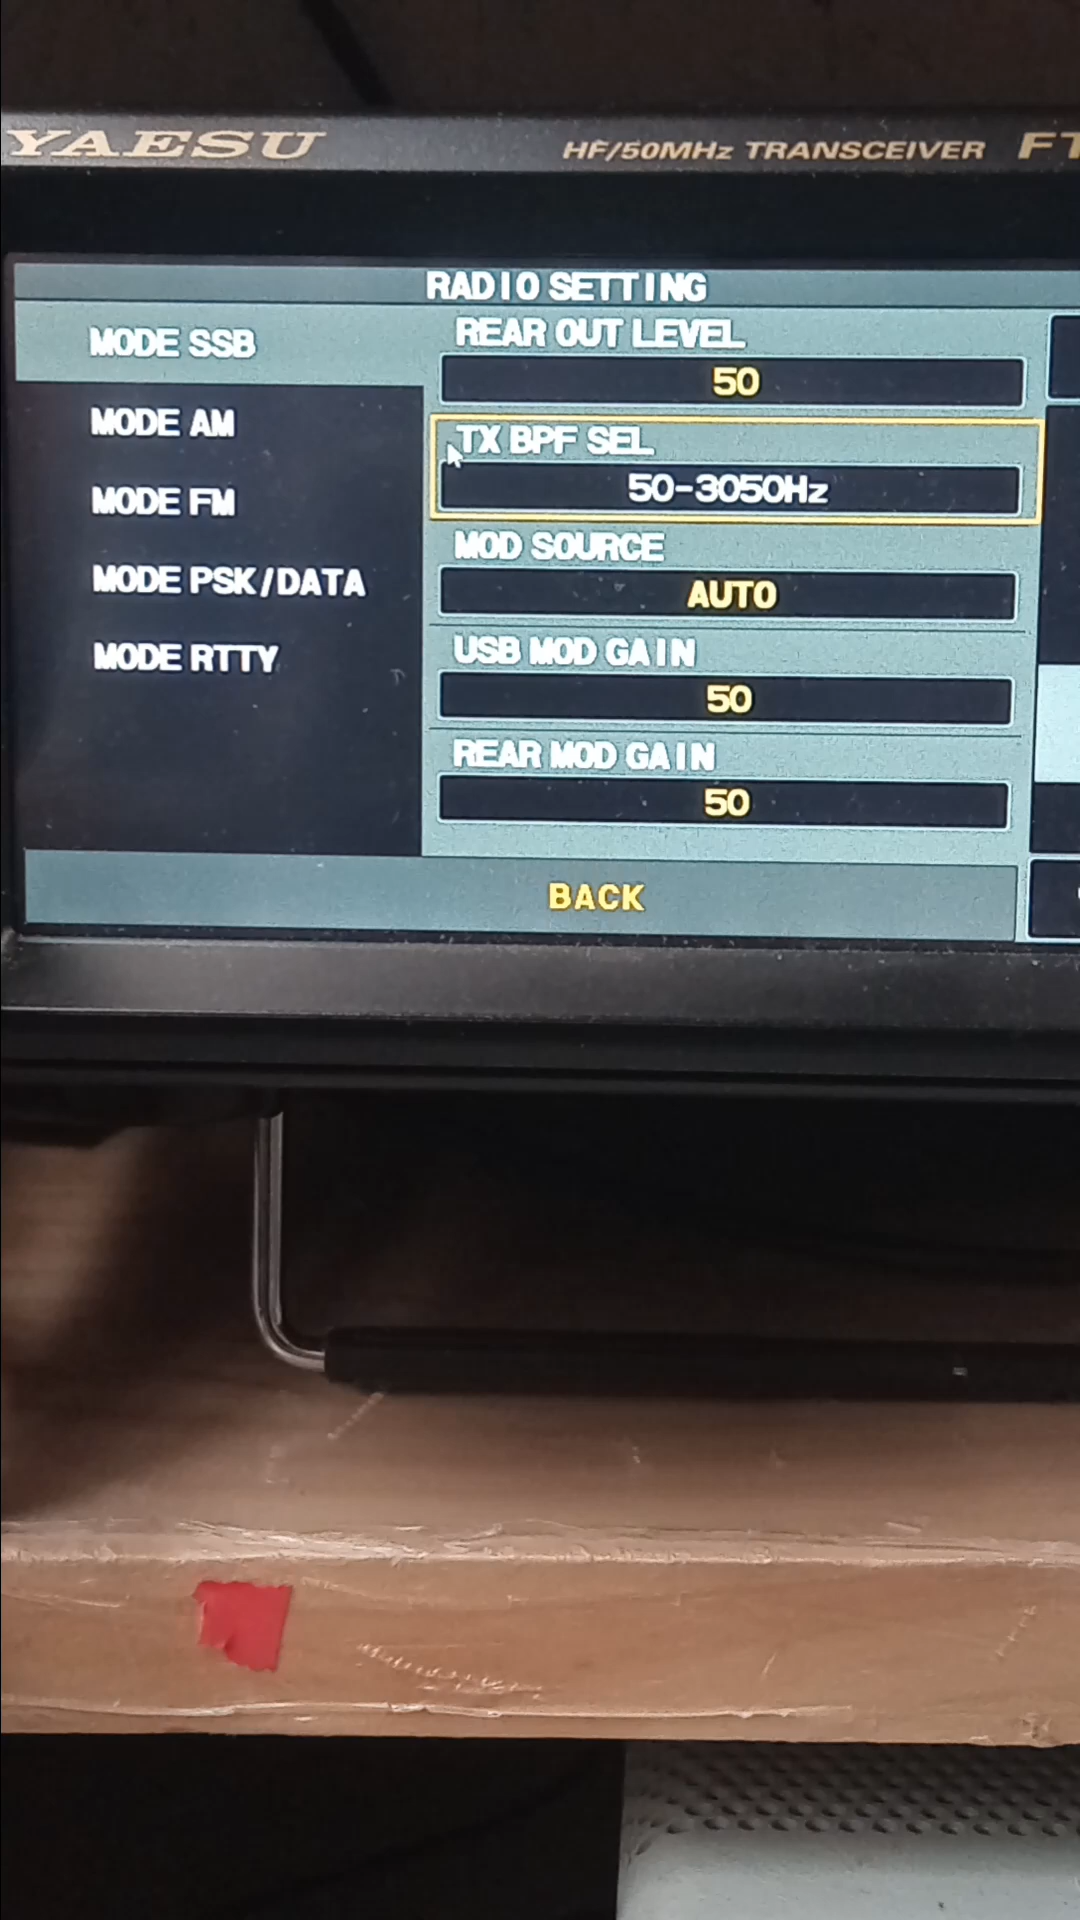 YAESU
HF/50MHz TRANSCEIVER FT
RADIO SETTING
MODE SSB
MODE AM
MODE FM
MODE PSK/DATA
MODE RTTY
REAR OUT LEVEL
50
TX BPF SEL
50-3050Hz
MOD SOURCE
AUTO
USB MOD GAIN
50
REAR MOD GAIN
50
BACK